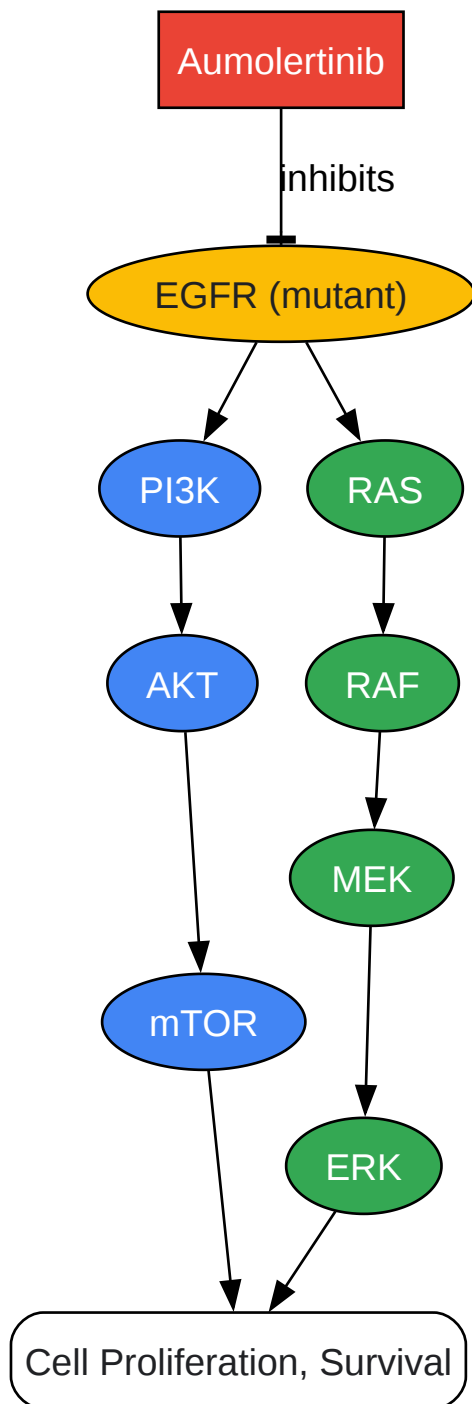 Aumolertinib
inhibits
EGFR (mutant)
PI3K
RAS
AKT
RAF
MEK
mTOR
ERK
Cell Proliferation, Survival